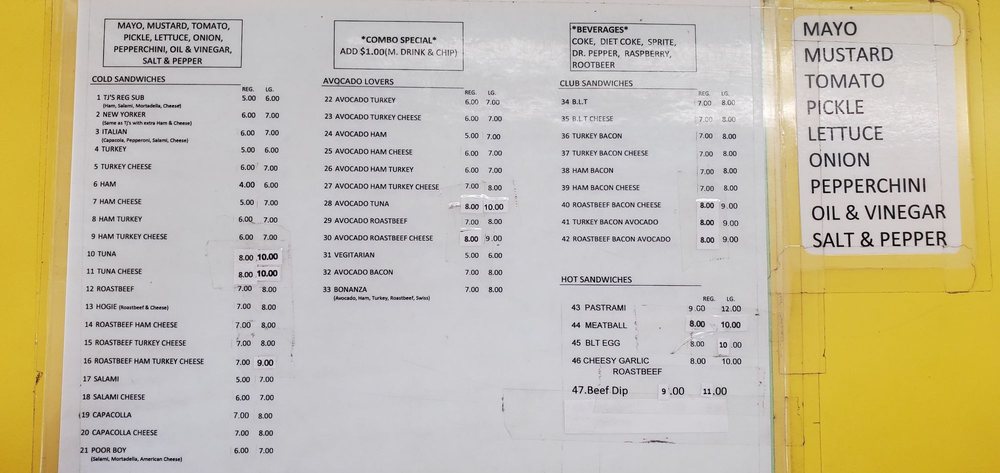 MAYO, MUSTARD, TOMATO,
PICKLE, LETTUCE, ONION,
PEPPERCHINI, OIL & VINEGAR,
SALT & PEPPER
COLD SANDWICHES
REG. LG.
1 TJ'S REG SUB 5.00 6.00
(Ham, Salami, Mortadella, Cheese)
2 NEW YORKER 6.00 7.00
(Same as TJ's with extra Ham & Cheese)
3 ITALIAN 6.00 7.00
(Capacola, Pepperoni, Salami, Cheese)
4 TURKEY 5.00 6.00
5 TURKEY CHEESE 6.00 7.00
6 HAM 4.00 6.00
7 HAM CHEESE 5.00 7.00
8 HAM TURKEY 6.00 7.00
9 HAM TURKEY CHEESE 6.00 7.00
10 TUNA 8.00 10.00
11 TUNA CHEESE 8.00 10.00
12 ROASTBEEF 7.00 8.00
13 HOGIE (Roastbeef & Cheese) 7.00 8.00
14 ROASTBEEF HAM CHEESE 7.00 8.00
15 ROASTBEEF TURKEY CHEESE 7.00 8.00
16 ROASTBEEF HAM TURKEY CHEESE 7.00 9.00
17 SALAMI 5.00 7.00
18 SALAMI CHEESE 6.00 7.00
19 CAPACOLLA 7.00 8.00
20 CAPACOLLA CHEESE 7.00 8.00
21 POOR BOY 6.00 7.00
(Salami, Mortadella, American Cheese)
*COMBO SPECIAL*
ADD $1.00(M. DRINK & CHIP)
AVOCADO LOVERS
REG. LG.
22 AVOCADO TURKEY 6.00 7.00
23 AVOCADO TURKEY CHEESE 6.00 7.00
24 AVOCADO HAM 5.00 7.00
25 AVOCADO HAM CHEESE 6.00 7.00
26 AVOCADO HAM TURKEY 6.00 7.00
27 AVOCADO HAM TURKEY CHEESE 7.00 8.00
28 AVOCADO TUNA 8.00 10.00
29 AVOCADO ROASTBEEF 7.00 8.00
30 AVOCADO ROASTBEEF CHEESE 8.00 9.00
31 VEGITARIAN 5.00 6.00
32 AVOCADO BACON 7.00 8.00
33 BONANZA 7.00 8.00
(Avocado, Ham, Turkey, Roastbeef, Swiss)
*BEVERAGES*
COKE, DIET COKE, SPRITE,
DR. PEPPER, RASPBERRY,
ROOTBEER
CLUB SANDWICHES
REG. LG.
34 B.L.T 7.00 8.00
35 B.L.T CHEESE 7.00 8.00
36 TURKEY BACON 7.00 8.00
37 TURKEY BACON CHEESE 7.00 8.00
38 HAM BACON 7.00 8.00
39 HAM BACON CHEESE 7.00 8.00
40 ROASTBEEF BACON CHEESE 8.00 9.00
41 TURKEY BACON AVOCADO 8.00 9.00
42 ROASTBEEF BACON AVOCADO 8.00 9.00
HOT SANDWICHES
REG. LG.
43 PASTRAMI 9.00 12.00
44 MEATBALL 8.00 10.00
45 BLT EGG 8.00 10.00
46 CHEESY GARLIC 8.00 10.00
ROASTBEEF
47.Beef Dip 9.00 11.00
MAYO
MUSTARD
TOMATO
PICKLE
LETTUCE
ONION
PEPPERCHINI
OIL & VINEGAR
SALT & PEPPER